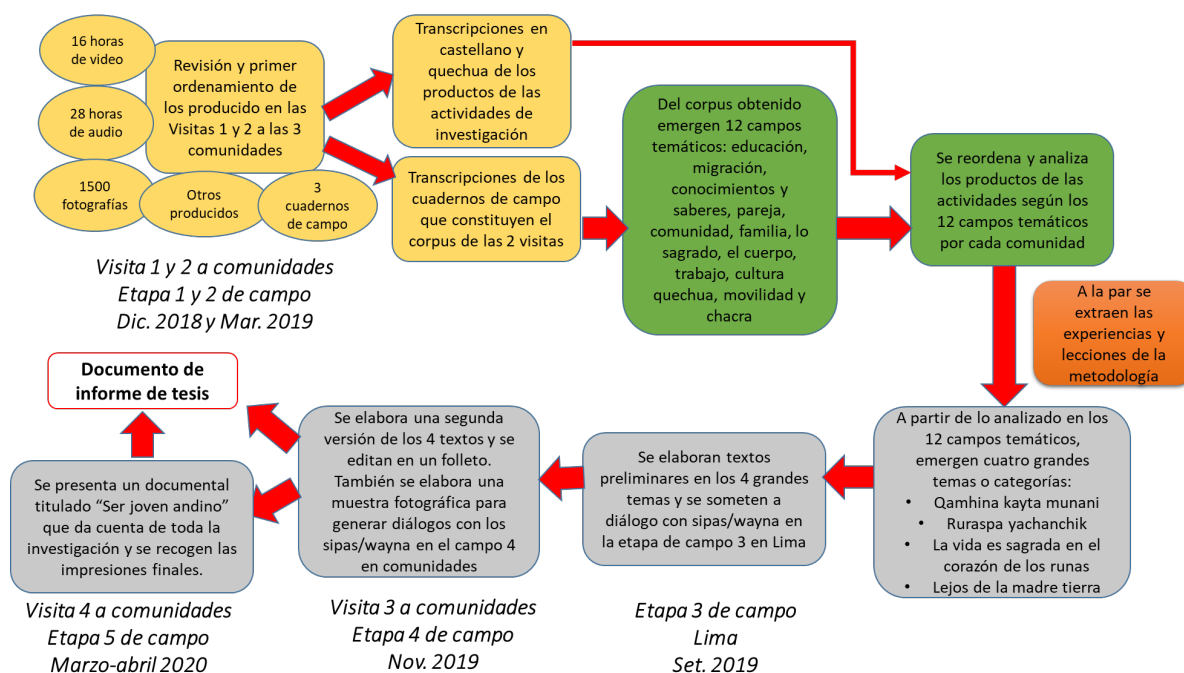 16 horas
de video
28 horas
de audio
1500
fotografías
Otros
producidos
3
cuadernos
de campo
Revisión y primer
ordenamiento de
los producido en las
Visitas 1 y 2 a las 3
comunidades
Visita 1 y 2 a comunidades
Etapa 1 y 2 de campo
Dic. 2018 y Mar. 2019
Transcripciones en
castellano y
quechua de los
productos de las
actividades de
investigación
Transcripciones de los
cuadernos de campo
que constituyen el
corpus de las 2 visitas
Del corpus obtenido
emergen 12 campos
temáticos: educación,
migración,
conocimientos y
saberes, pareja,
comunidad, familia, lo
sagrado, el cuerpo,
trabajo, cultura
quechua, movilidad y
chacra
Se reordena y analiza
los productos de las
actividades según los
12 campos temáticos
por cada comunidad
A la par se
extraen las
experiencias y
lecciones de la
metodología
A partir de lo analizado en los
12 campos temáticos,
emergen cuatro grandes
temas o categorías:
• Qamhina kayta munani
• Ruraspa yachanchik
• La vida es sagrada en el
corazón de los runas
• Lejos de la madre tierra
Se elaboran textos
preliminares en los 4 grandes
temas y se someten a
diálogo con sipas/wayna en
la etapa de campo 3 en Lima
Etapa 3 de campo
Lima
Set. 2019
Se elabora una segunda
versión de los 4 textos y se
editan en un folleto.
También se elabora una
muestra fotográfica para
generar diálogos con los
sipas/wayna en el campo 4
en comunidades
Visita 3 a comunidades
Etapa 4 de campo
Nov. 2019
Documento de
informe de tesis
Se presenta un documental
titulado “Ser joven andino”
que da cuenta de toda la
investigación y se recogen las
impresiones finales.
Visita 4 a comunidades
Etapa 5 de campo
Marzo-abril 2020